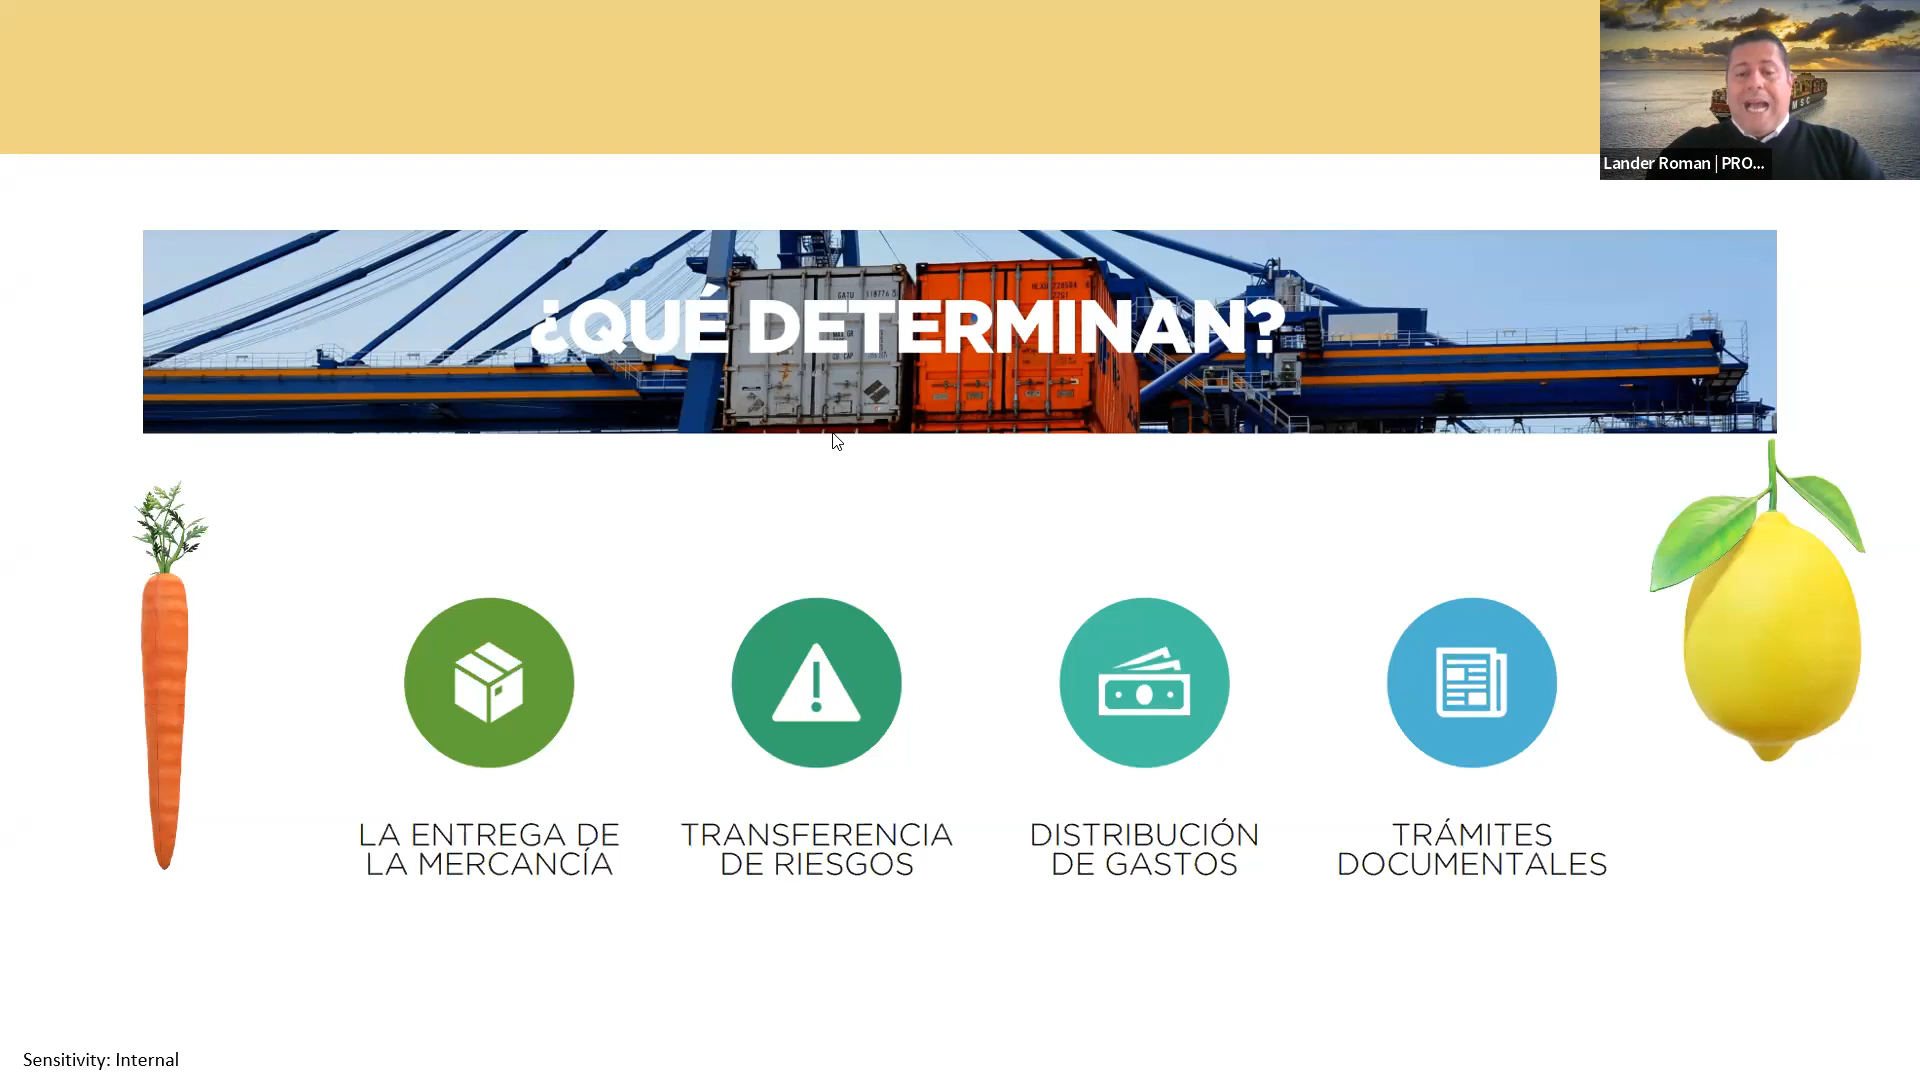 Lander Roman | PRO...
MSC
¿QUÉ DETERMINAN?
LA ENTREGA DE
LA MERCANCÍA
TRANSFERENCIA
DE RIESGOS
DISTRIBUCIÓN
DE GASTOS
TRÁMITES
DOCUMENTALES
Sensitivity: Internal